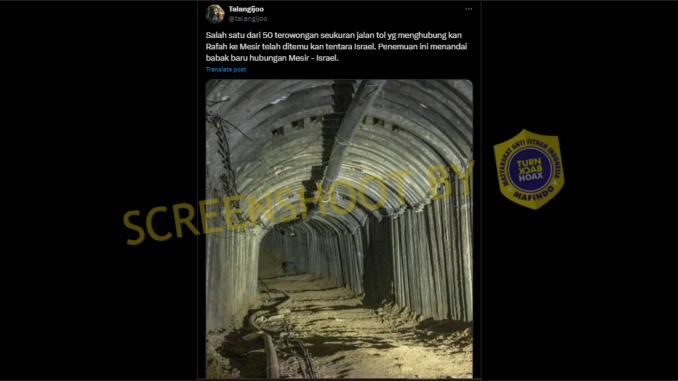 Talangijoo
@talangijoo
Salah satu dari 50 terowongan seukuran jalan tol yg menghubung kan
Rafah ke Mesir telah ditemu kan tentara Israel. Penemuan ini menandai
babak baru hubungan Mesir - Israel.
Translate post
SCREENSHOOT BY
MASYARAKAT ANTI FITNAH INDONESIA
TURN
BACK
HOAX
MAFINDO